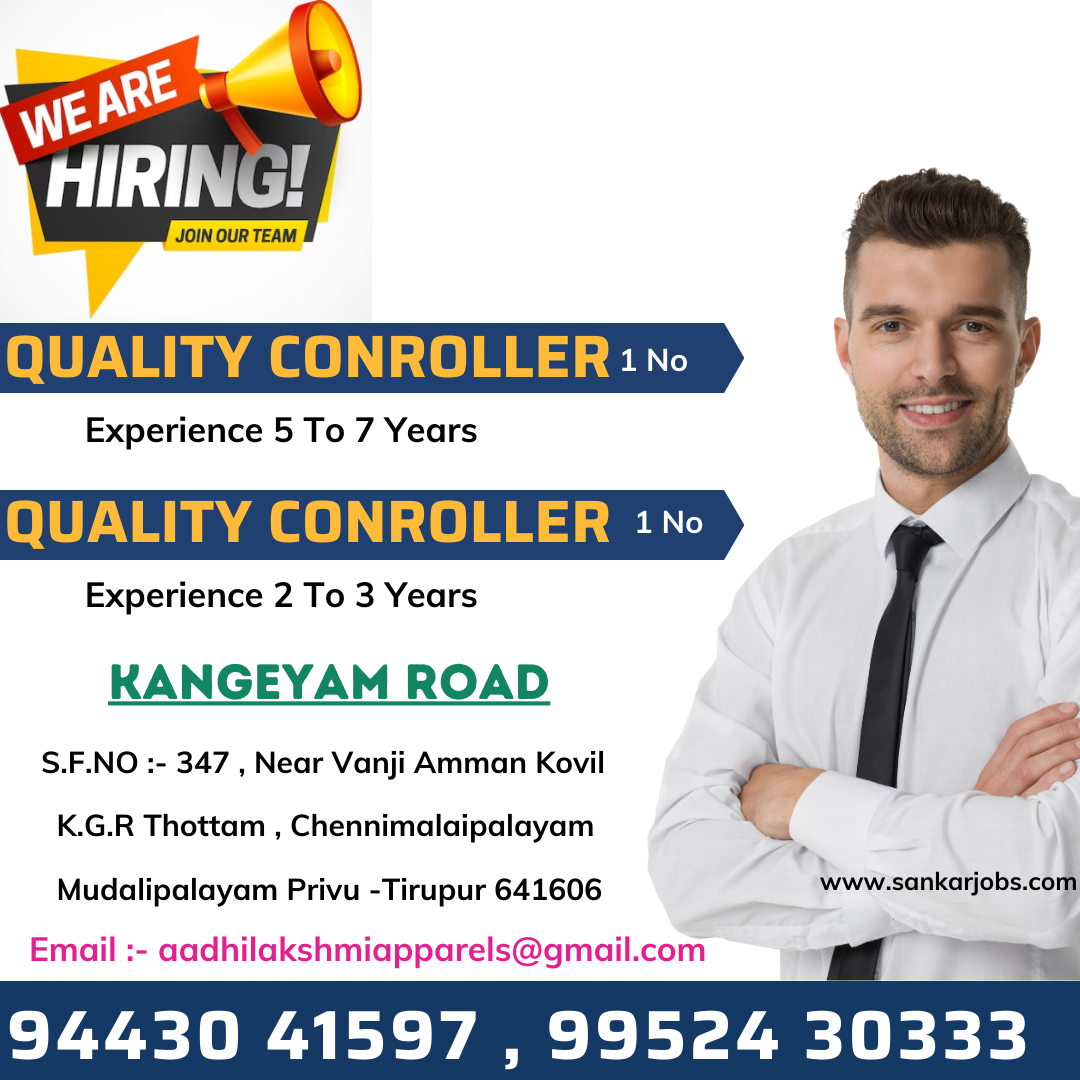 WE ARE
HIRING!
JOIN OUR TEAM
QUALITY CONROLLER 1 No
Experience 5 To 7 Years
QUALITY CONROLLER 1 No
Experience 2 To 3 Years
KANGEYAM ROAD
S.F.NO :- 347 , Near Vanji Amman Kovil
K.G.R Thottam , Chennimalaipalayam
Mudalipalayam Privu -Tirupur 641606
www.sankarjobs.com
Email :- aadhilakshmiapparels@gmail.com
94430 41597 , 99524 30333